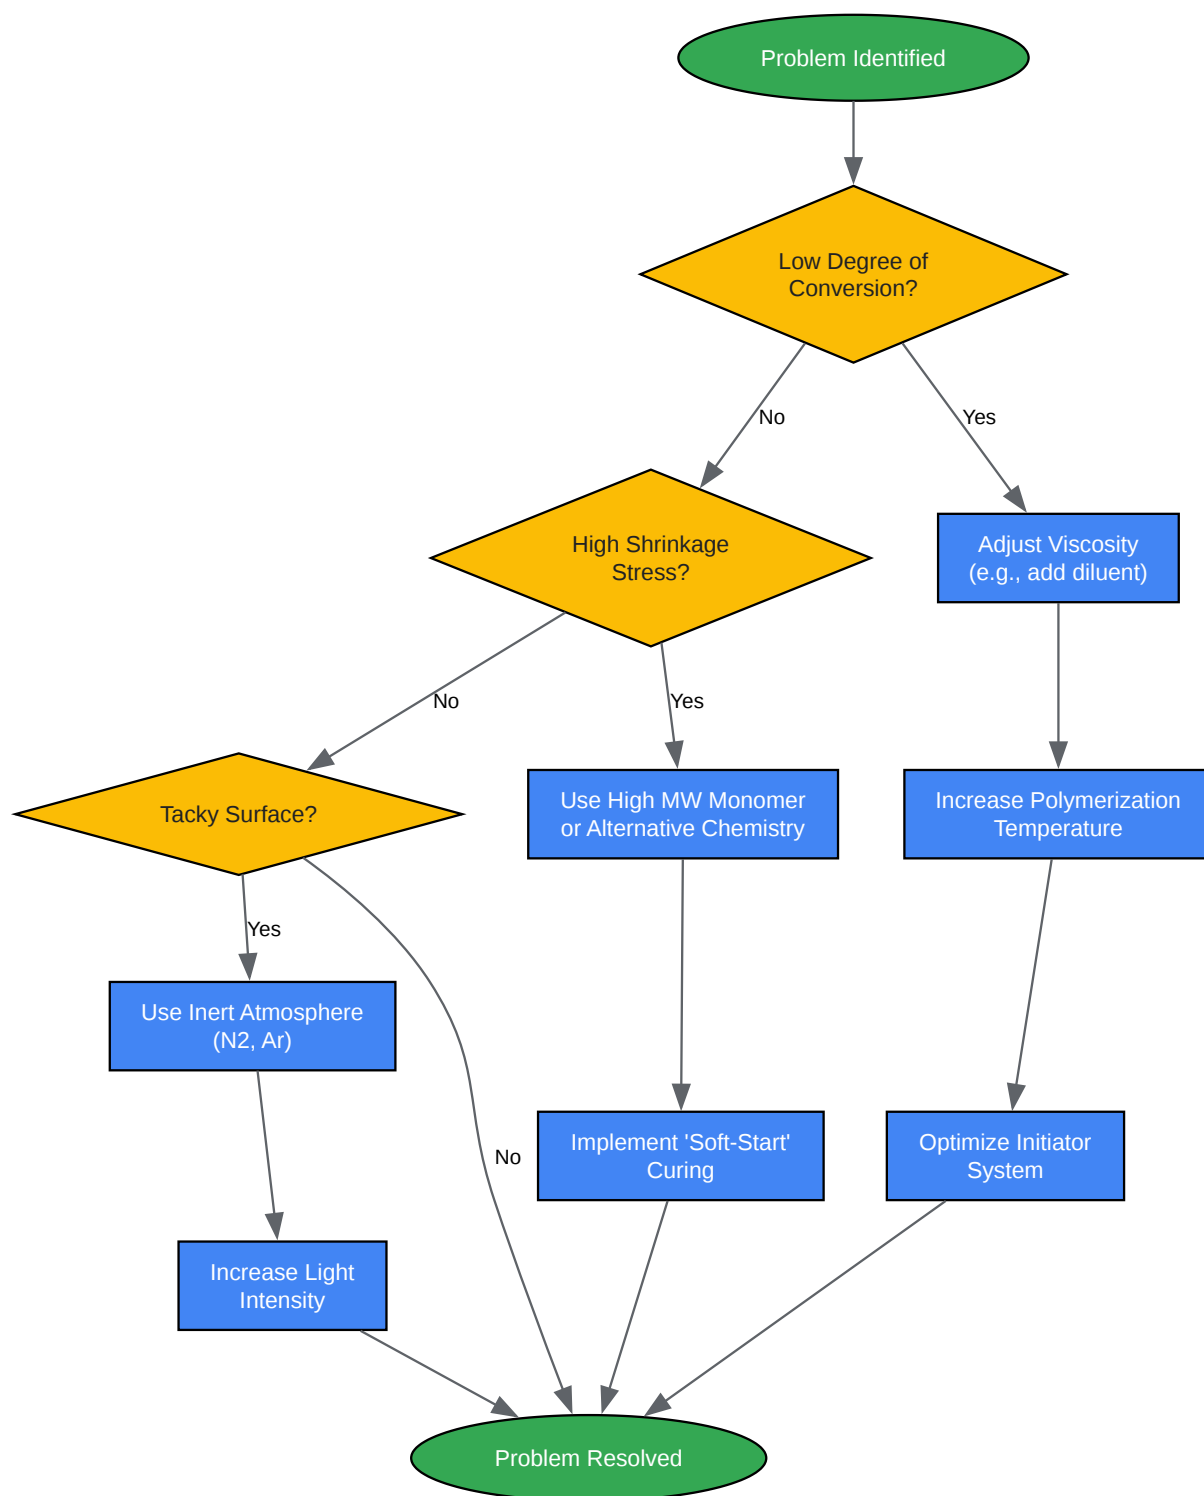 Problem Identified
Low Degree of
Conversion?
No
Yes
High Shrinkage
Stress?
Adjust Viscosity
(e.g., add diluent)
No
Yes
Tacky Surface?
Use High MW Monomer
or Alternative Chemistry
Increase Polymerization
Temperature
Yes
Use Inert Atmosphere
(N2, Ar)
No
Implement 'Soft-Start'
Curing
Optimize Initiator
System
Increase Light
Intensity
Problem Resolved